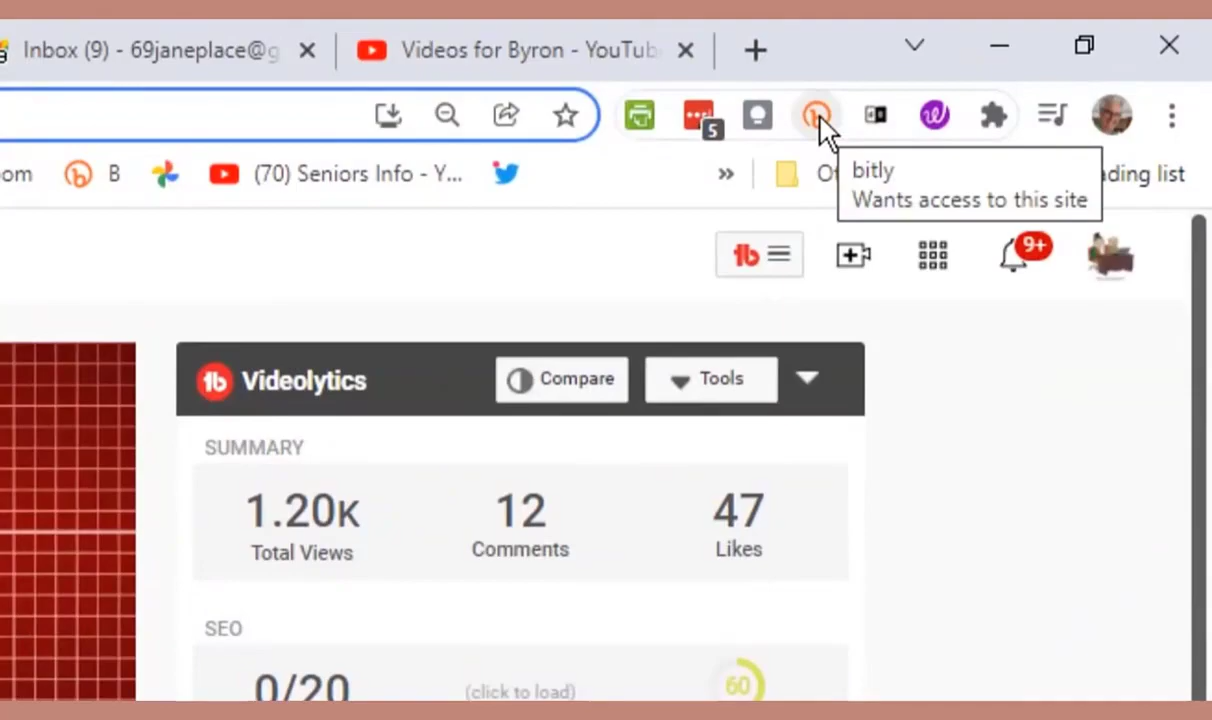 Inbox (9) - 69janeplace@g
Videos for Byron - YouTub
5
om
B
(70) Seniors Info - Y...
»
O
ding list
bitly
Wants access to this site
9+
Videolytics
Compare
Tools
SUMMARY
1.20K
12
47
Total Views
Comments
Likes
SEO
0/20
(click to load)
60